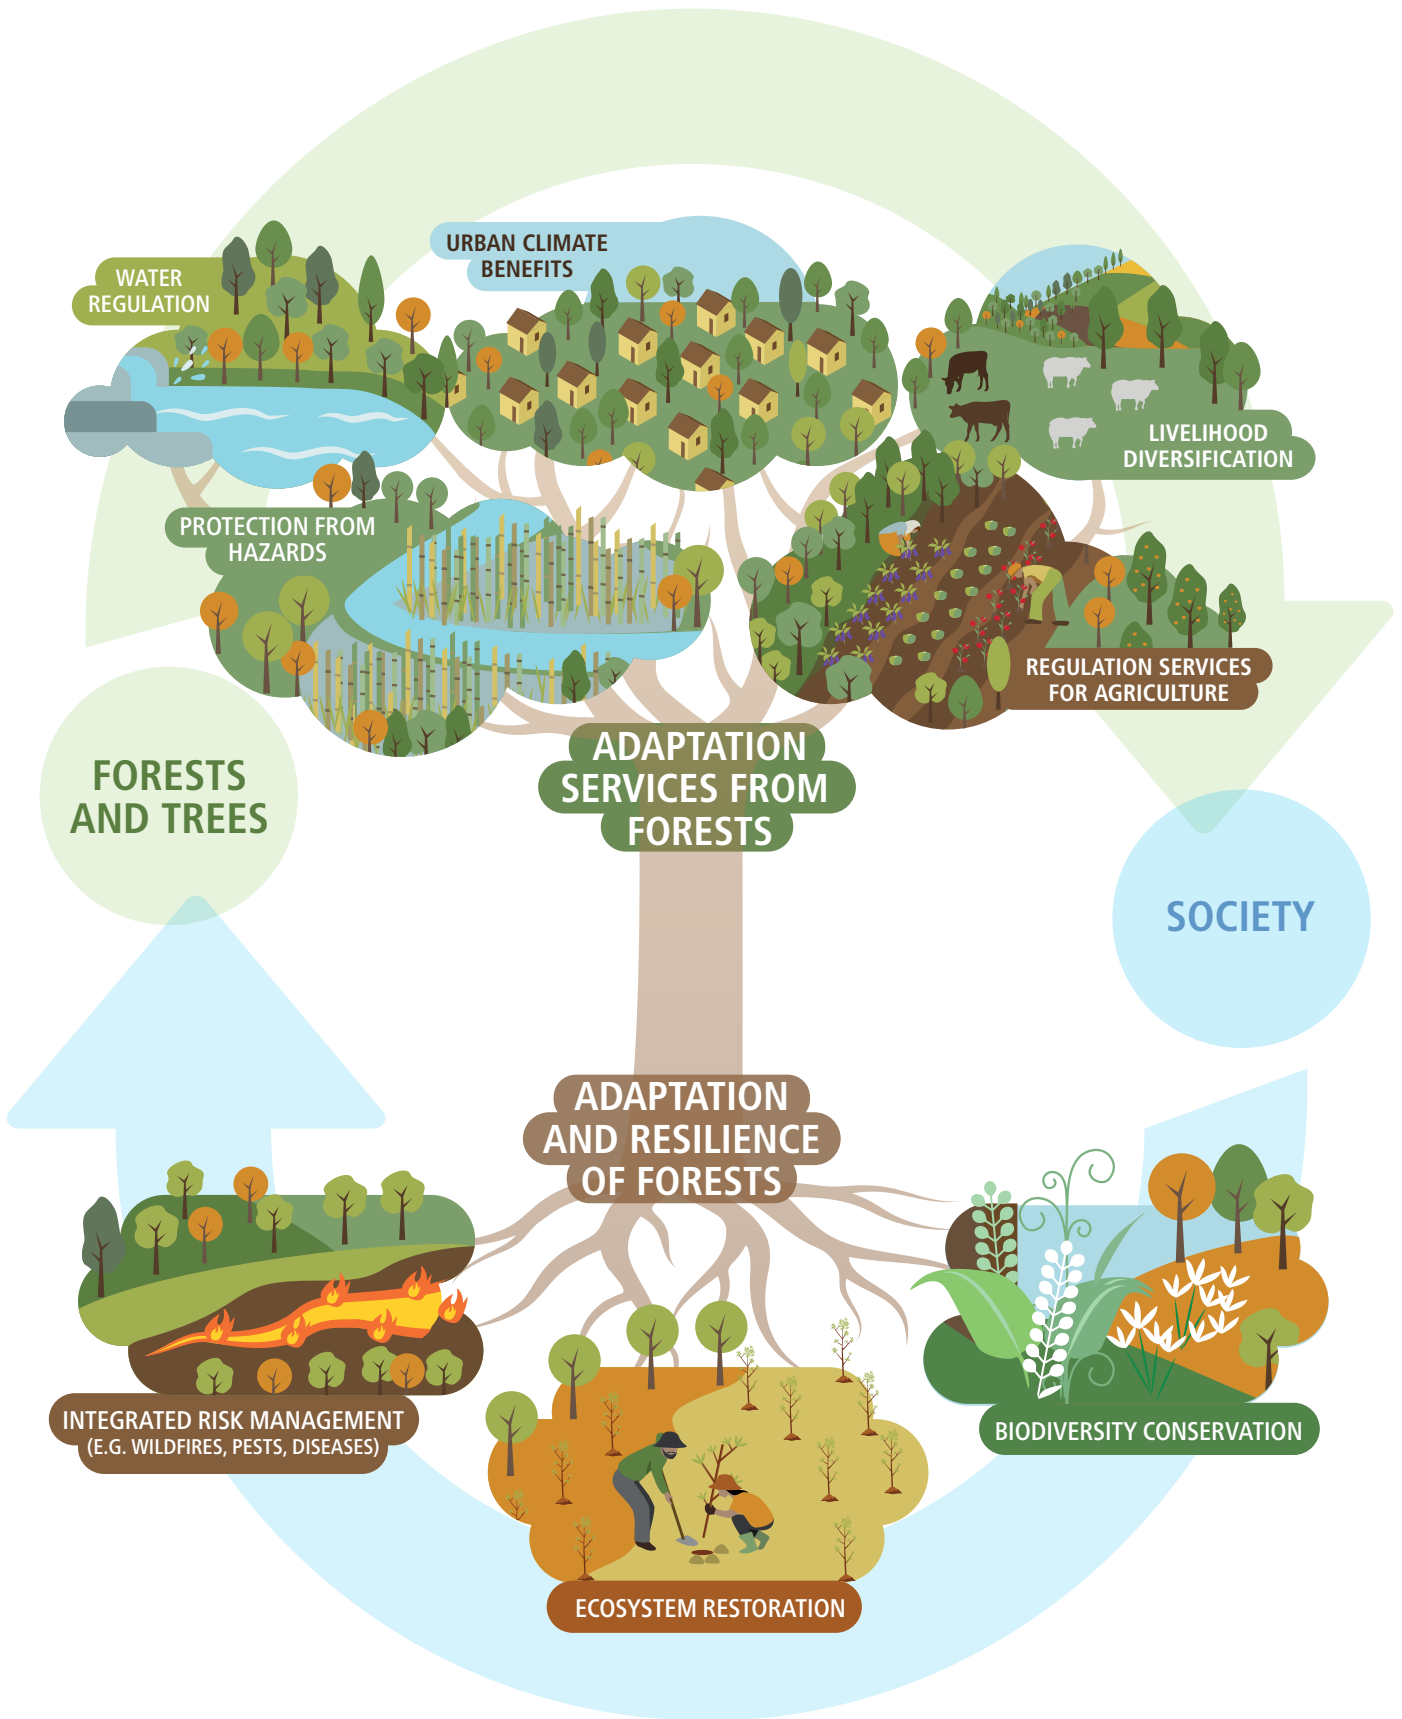 URBAN CLIMATE
BENEFITS
WATER
REGULATION
LIVELIHOOD
DIVERSIFICATION
PROTECTION FROM
HAZARDS
REGULATION SERVICES
FOR AGRICULTURE
ADAPTATION
SERVICES FROM
FORESTS
FORESTS
AND TREES
SOCIETY
ADAPTATION
AND RESILIENCE
OF FORESTS
INTEGRATED RISK MANAGEMENT
(E.G. WILDFIRES, PESTS, DISEASES)
BIODIVERSITY CONSERVATION
ECOSYSTEM RESTORATION